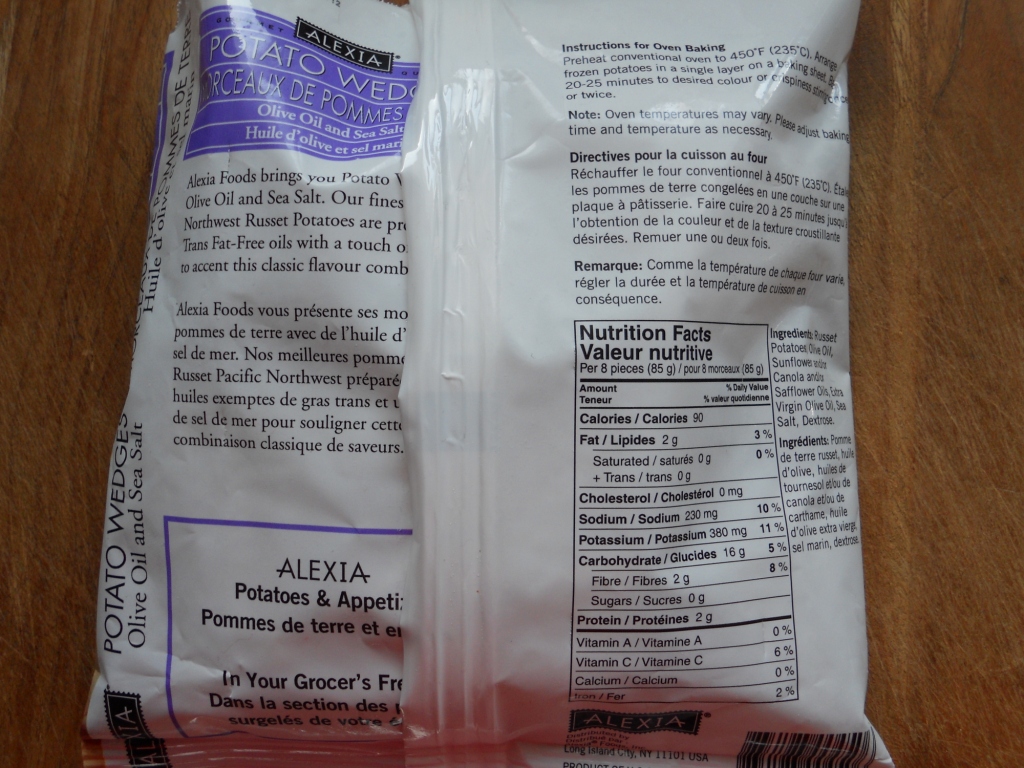 ALEXIA
POTATO
DE POMMES
Olive Oil and Sea Salt
Huile d'olive et sel
Alexia Foods brings you Potato
Olive Oil and Sea Salt. Our
Northwest Russet Potatoes are
Trans Fat-Free oils with a touch
to accent this classic flavour
Alexia Foods vous présente ses
pommes de terre avec de l'huile
sel de mer. Nos meilleures
Russet Pacific Northwest
huiles exemptes de gras trans et
de sel de mer pour souligner cette
combinaison classique de saveurs.
ALEXIA
Potatoes &
Pommes de terre et
In Your Grocer's
Dans la section des
surgelés de votre
POTATO WEDGES
Olive Oil and Sea Salt
Huile d'olive
Instructions for Oven Baking
Preheat conventional oven to 450°F (235°C). Arrange
frozen potatoes in a single layer on a baking sheet.
20-25 minutes to desired colour or crispiness
or twice.
Note: Oven temperatures may vary. Please adjust baking
time and temperature as necessary.
Directives pour la cuisson au four
Réchauffer le four conventionnel à 450°F (235°C).
les pommes de terre congelées en une couche sur une
plaque à pâtisserie. Faire cuire 20 à 25 minutes
l'obtention de la couleur et de la texture croustillante
désirées. Remuer une ou deux fois.
Remarque: Comme la température de chaque four varie,
régler la durée et la température de cuisson en
conséquence.
Nutrition Facts
Valeur nutritive
Per 8 pieces (85 g) / pour 8 morceaux (85 g)
Amount % Daily Value
Teneur % valeur quotidienne
Calories / Calories 90
Fat / Lipides 2 g 3 %
Saturated / saturés 0 g 0 %
+ Trans / trans 0 g
Cholesterol / Cholestérol 0 mg
Sodium / Sodium 230 mg 10 %
Potassium / Potassium 380 mg 11 %
Carbohydrate / Glucides 16 g 5 %
Fibre / Fibres 2 g 8 %
Sugars / Sucres 0 g
Protein / Protéines 2 g
Vitamin A / Vitamine A 0 %
Vitamin C / Vitamine C 6 %
Calcium / Calcium 0 %
Iron / Fer 2 %
Ingredients: Russet
Potatoes Olive Oil,
Sunflower
Canola
Safflower Oils, Extra
Virgin Olive Oil, Sea
Salt, Dextrose.
Ingrédients: Pomme
de terre russet, huile
d'olive, huiles de
tournesol et/ou de
canola et/ou de
carthame, huile
d'olive extra vierge,
sel marin, dextrose.
ALEXIA
Long Island City, NY 11101 USA
PRODUCT